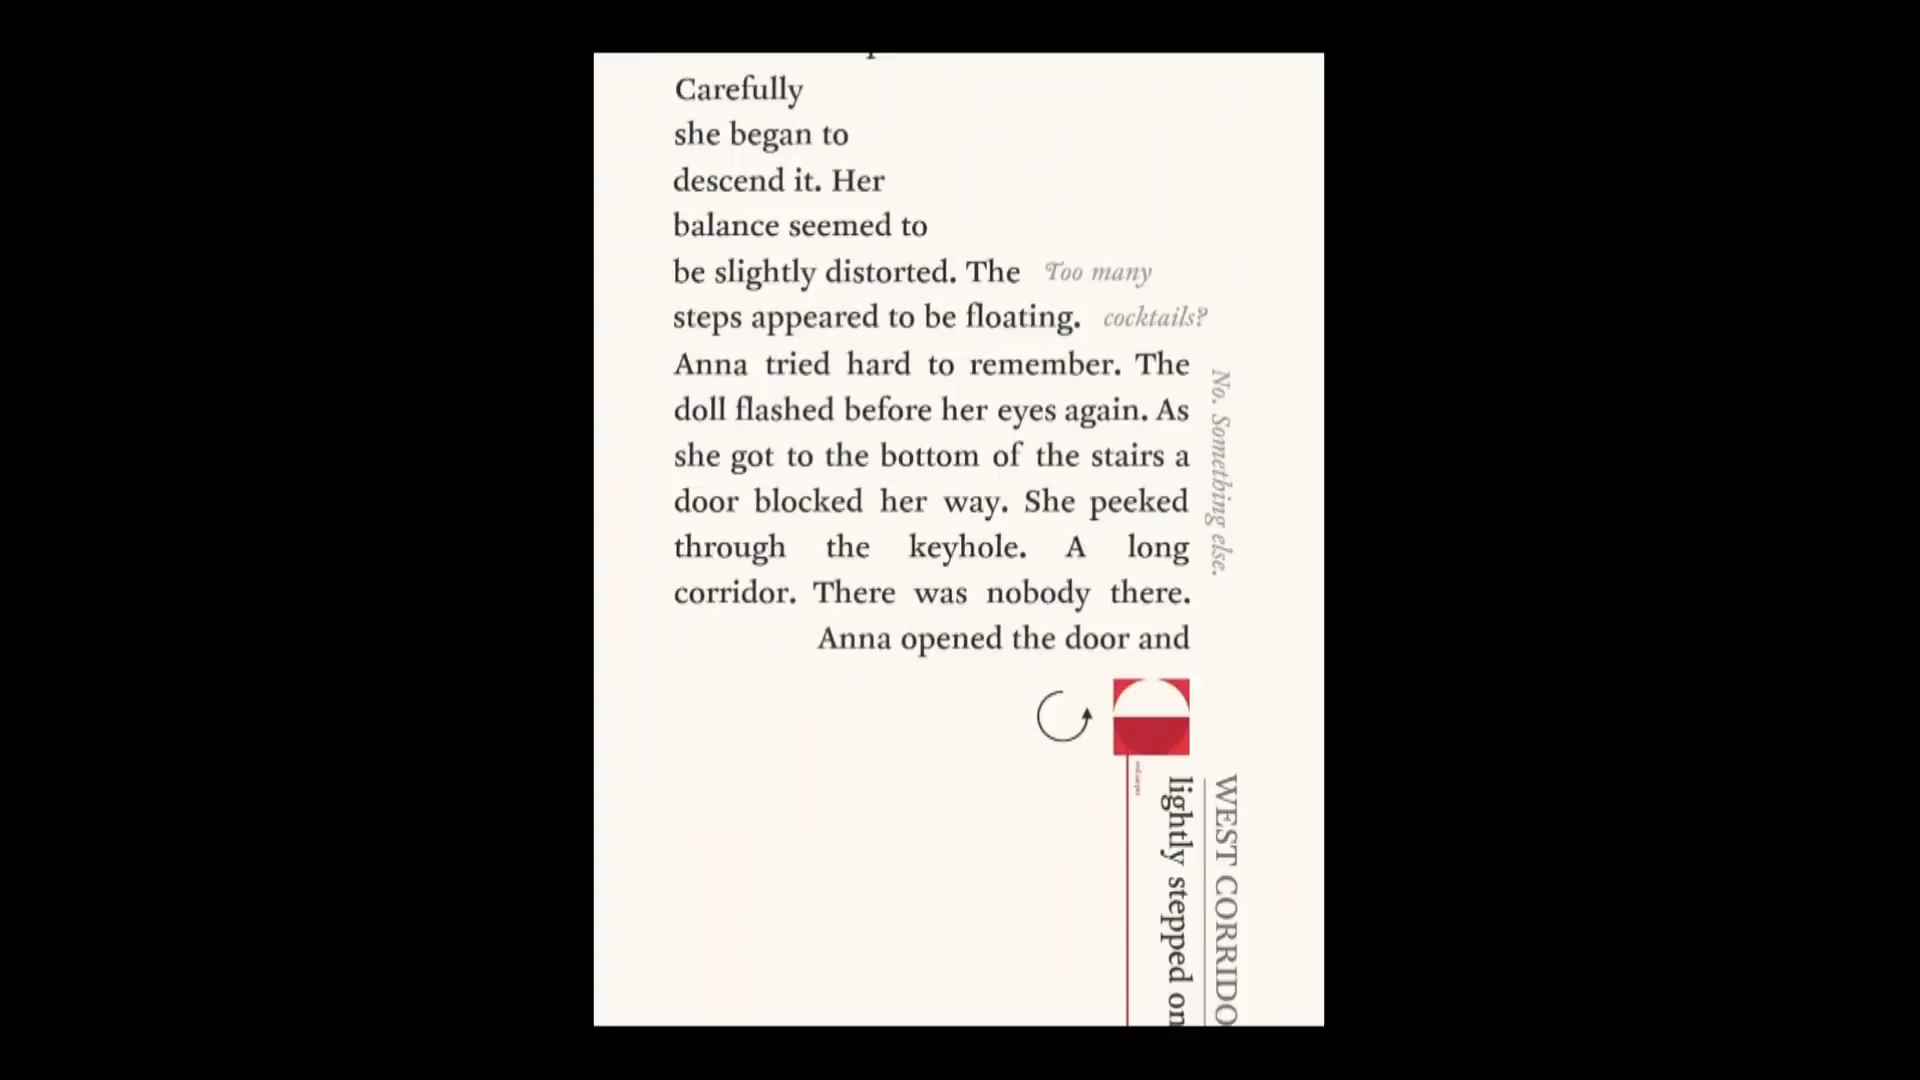 Carefully
she began to
descend it. Her
balance seemed to
be slightly distorted. The Too many
steps appeared to be floating. cocktails?
Anna tried hard to remember. The
doll flashed before her eyes again. As
she got to the bottom of the stairs a
door blocked her way. She peeked
through the keyhole. A long
corridor. There was nobody there.
Anna opened the door and
No. Something else.
WEST CORRIDO
lightly stepped on